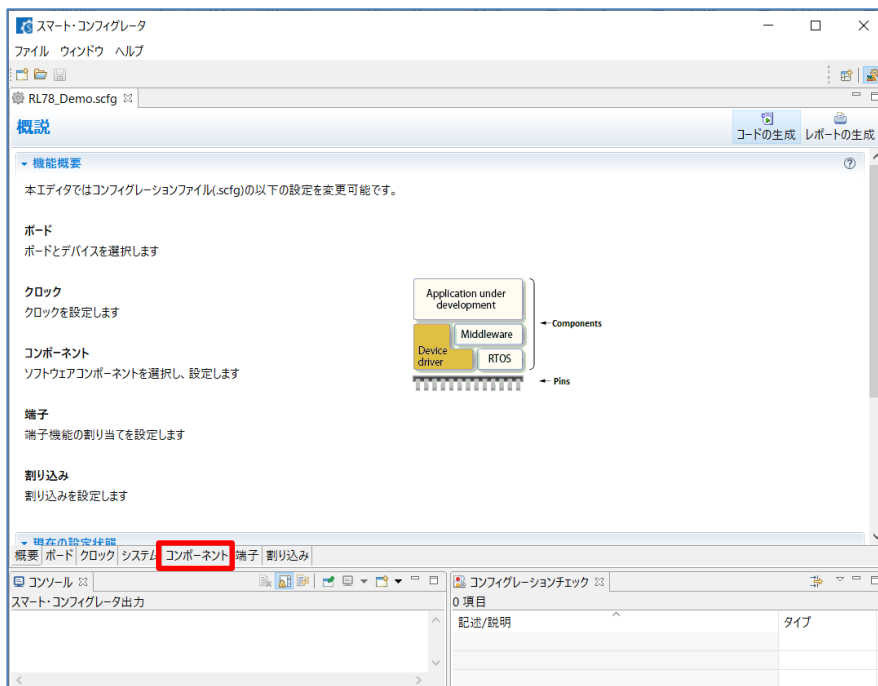 スマート・コンフィグレータ
ファイル ウィンドウ ヘルプ
RL78_Demo.scfg
概説
コードの生成 レポートの生成
機能概要
本エディタではコンフィグレーションファイル(.scfg)の以下の設定を変更可能です。
ボード
ボードとデバイスを選択します
クロック
クロックを設定します
コンポーネント
ソフトウェアコンポーネントを選択し、設定します
端子
端子機能の割り当てを設定します
割り込み
割り込みを設定します
Application under
development
Middleware
Device
driver
RTOS
Components
Pins
現在の設定状態
概要 ボード クロック システム コンポーネント 端子 割り込み
コンソール
スマート・コンフィグレータ出力
コンフィグレーションチェック
0 項目
記述/説明 タイプ